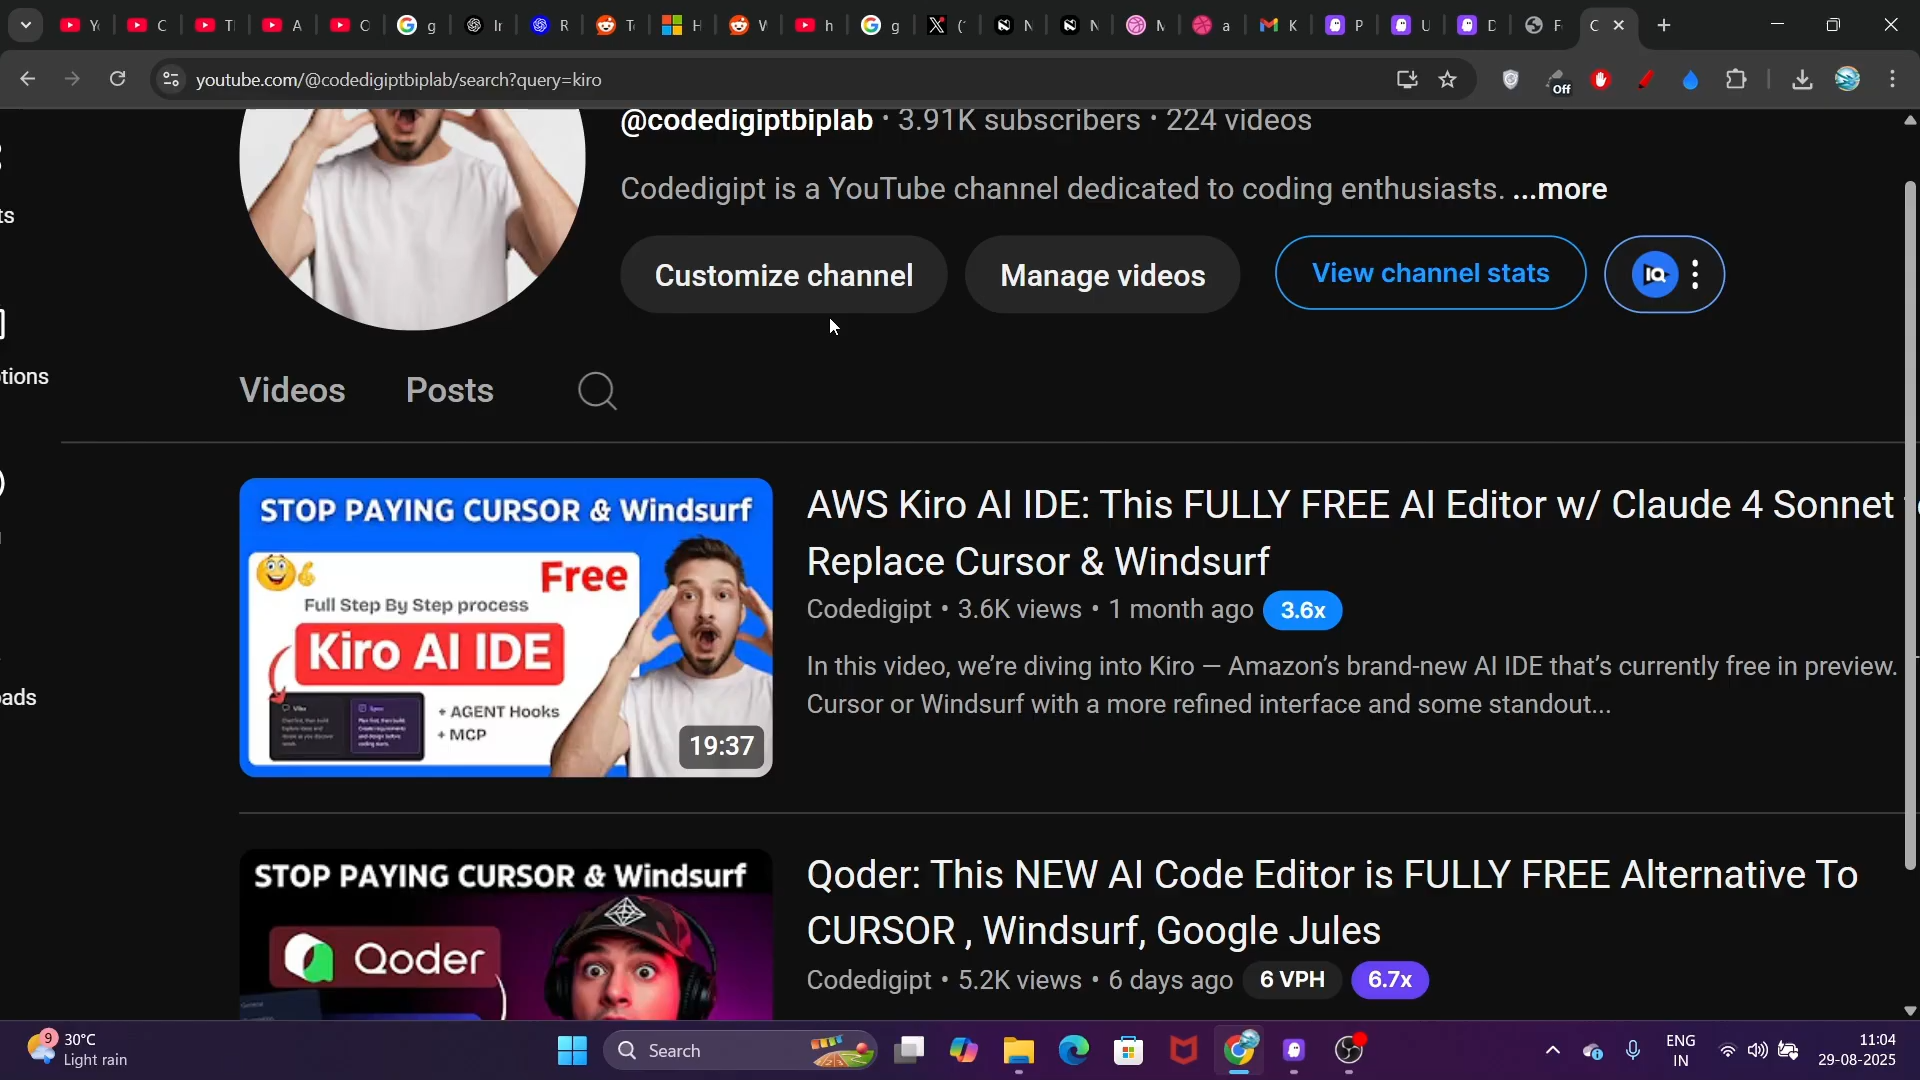 youtube.com/@codedigiptbiplab/search?query=kiro
Off
@codedigiptbiplab • 3.91K subscribers • 224 videos
Codedigipt is a YouTube channel dedicated to coding enthusiasts. ...more
Customize channel
Manage videos
View channel stats
IQ
ts
tions
ads
Videos
Posts
STOP PAYING CURSOR & Windsurf
Free
Full Step By Step process
Kiro AI IDE
+ AGENT Hooks
+ MCP
19:37
AWS Kiro AI IDE: This FULLY FREE AI Editor w/ Claude 4 Sonnet
Replace Cursor & Windsurf
Codedigipt • 3.6K views • 1 month ago 3.6x
In this video, we're diving into Kiro — Amazon's brand-new AI IDE that's currently free in preview.
Cursor or Windsurf with a more refined interface and some standout...
STOP PAYING CURSOR & Windsurf
Qoder
Qoder: This NEW AI Code Editor is FULLY FREE Alternative To
CURSOR , Windsurf, Google Jules
Codedigipt • 5.2K views • 6 days ago 6 VPH 6.7x
9
30°C
Light rain
Search
ENG
IN
11:04
29-08-2025